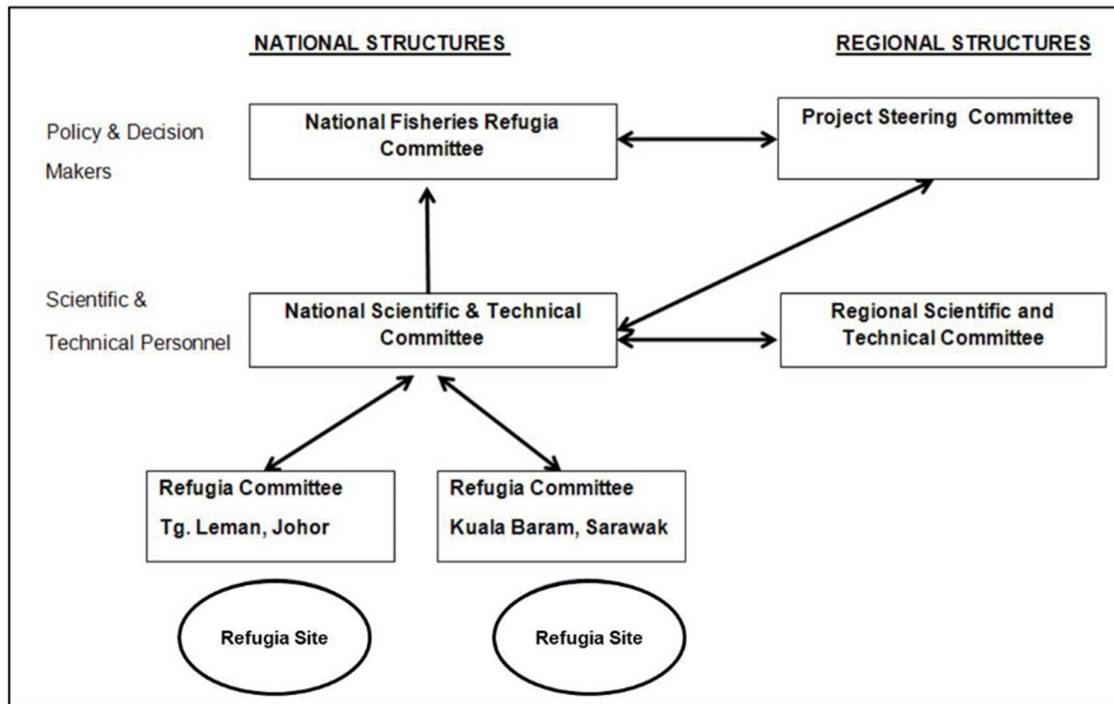 NATIONAL STRUCTURES
REGIONAL STRUCTURES
Policy & Decision
Makers
National Fisheries Refugia
Committee
Project Steering Committee
Scientific &
Technical Personnel
National Scientific & Technical
Committee
Regional Scientific and
Technical Committee
Refugia Committee
Tg. Leman, Johor
Refugia Committee
Kuala Baram, Sarawak
Refugia Site
Refugia Site